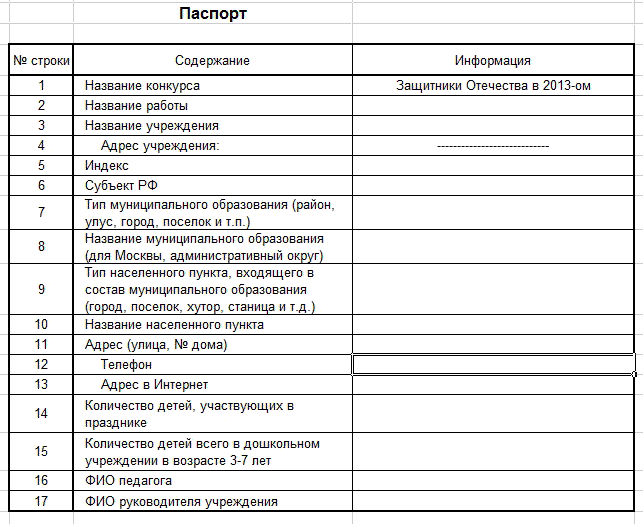 Паспорт
№ строки Содержание Информация
1 Название конкурса Защитники Отечества в 2013-ом
2 Название работы
3 Название учреждения
4 Адрес учреждения: ----------------------------
5 Индекс
6 Субъект РФ
7 Тип муниципального образования (район,
улус, город, поселок и т.п.)
8 Название муниципального образования
(для Москвы, административный округ)
9 Тип населенного пункта, входящего в
состав муниципального образования
(город, поселок, хутор, станица и т.д.)
10 Название населенного пункта
11 Адрес (улица, № дома)
12 Телефон
13 Адрес в Интернет
14 Количество детей, участвующих в
празднике
15 Количество детей всего в дошкольном
учреждении в возрасте 3-7 лет
16 ФИО педагога
17 ФИО руководителя учреждения